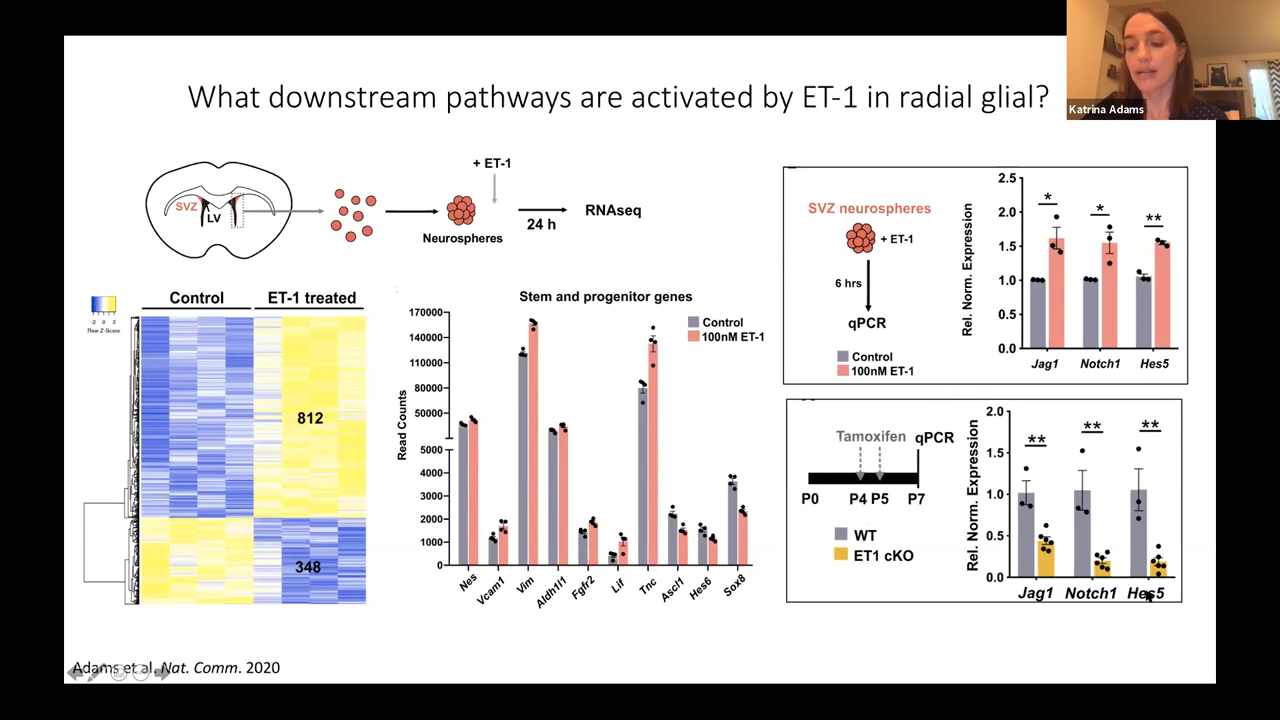 Katrina Adams
What downstream pathways are activated by ET-1 in radial glial?
+ ET-1
SVZ
LV
Neurospheres
24 h
RNAseq
Control
ET-1 treated
-2 0 2
Row Z-Score
812
348
Stem and progenitor genes
Control
100nM ET-1
Read Counts
170000
140000
110000
80000
50000
5000
4000
3000
2000
1000
0
Nes
Vcam1
Vim
Aldh1l1
Fgfr2
Lif
Tnc
Ascl1
Hes6
Sox8
SVZ neurospheres
+ ET-1
6 hrs
qPCR
Control
100nM ET-1
Rel. Norm. Expression
2.5
2.0
1.5
1.0
0.5
0.0
* * **
Jag1 Notch1 Hes5
Tamoxifen qPCR
P0 P4 P5 P7
WT
ET1 cKO
Rel. Norm. Expression
2.0
1.5
1.0
0.5
0.0
** ** **
Jag1 Notch1 Hes5
Adams et al. Nat. Comm. 2020